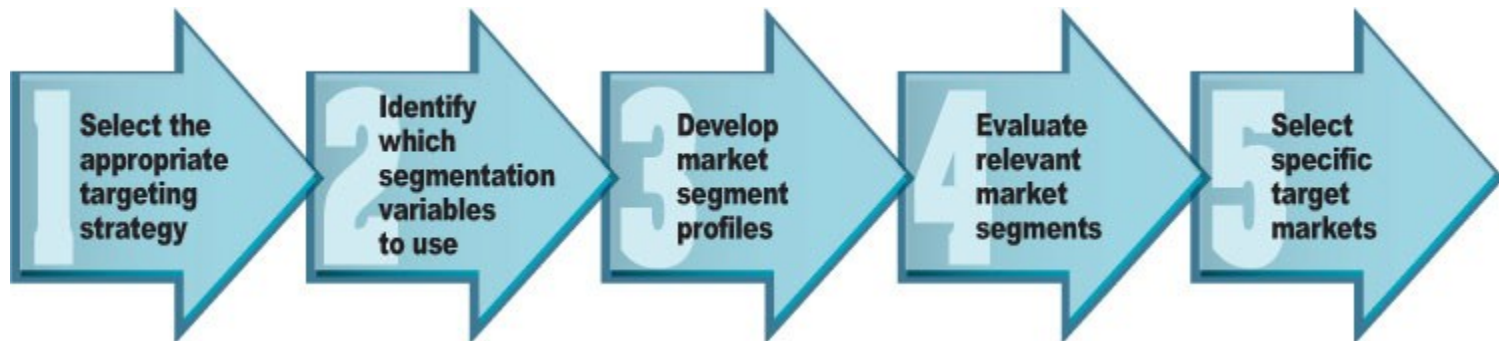 1
Select the
appropriate
targeting
strategy
2
Identify
which
segmentation
variables
to use
3
Develop
market
segment
profiles
4
Evaluate
relevant
market
segments
5
Select
specific
target
markets